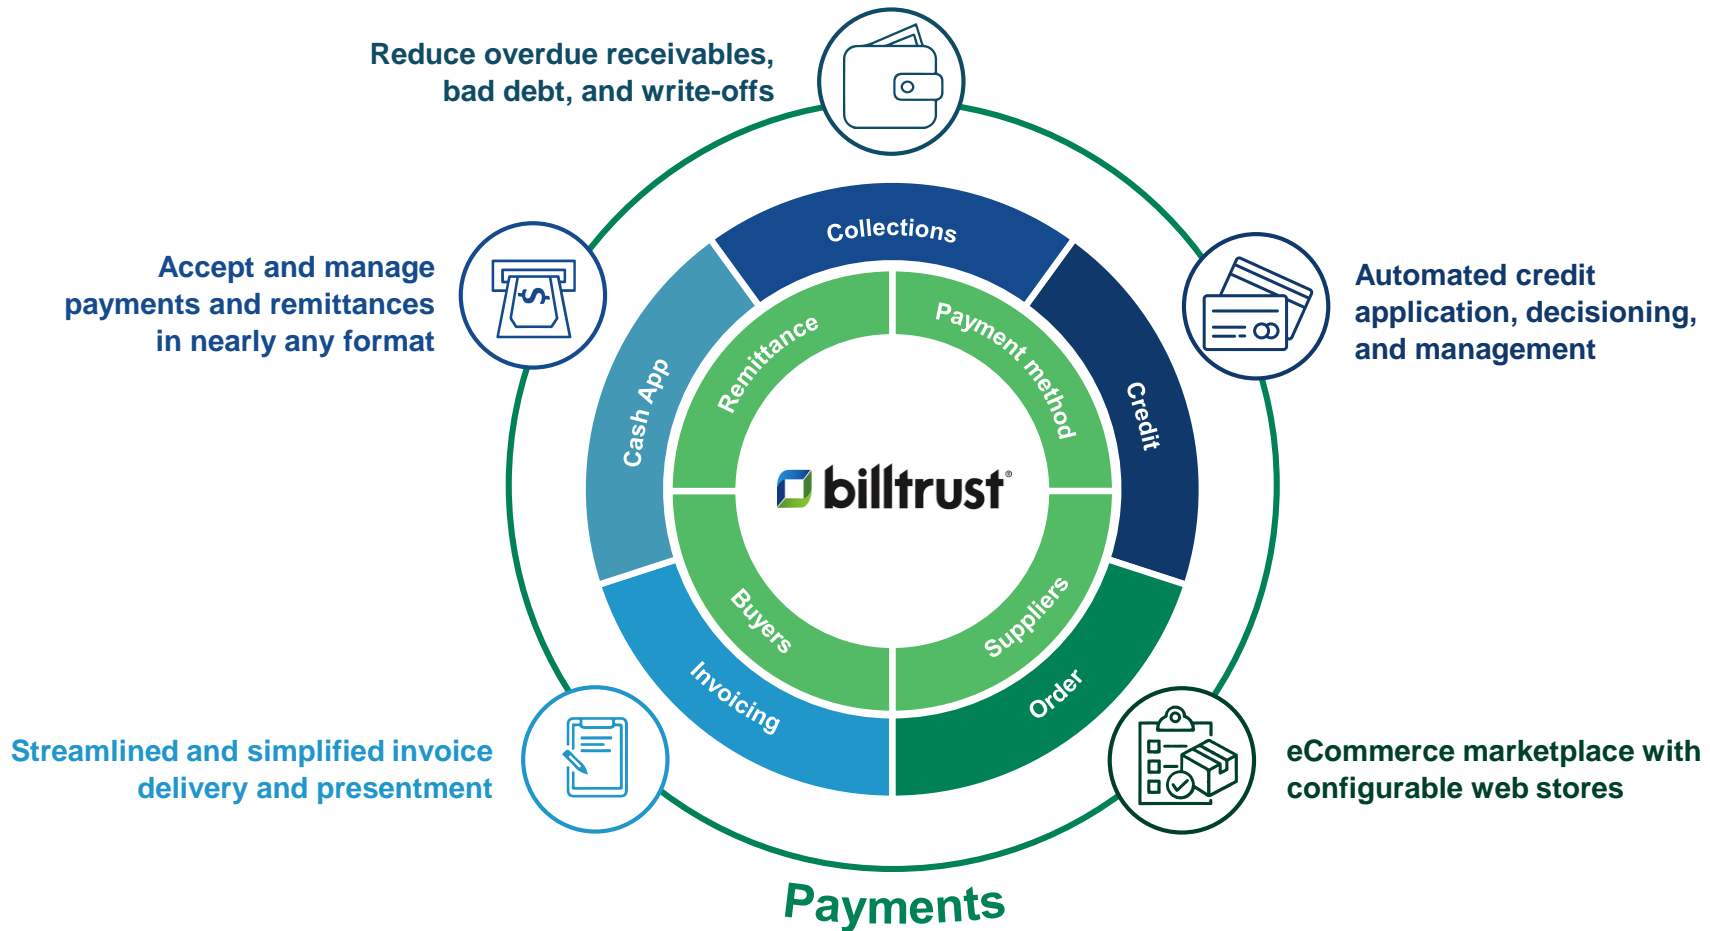 Reduce overdue receivables,
bad debt, and write-offs
Accept and manage
payments and remittances
in nearly any format
Automated credit
application, decisioning,
and management
Collections
Cash App
Credit
Remittance
Payment method
billtrust®
Buyers
Suppliers
Invoicing
Order
Streamlined and simplified invoice
delivery and presentment
eCommerce marketplace with
configurable web stores
Payments